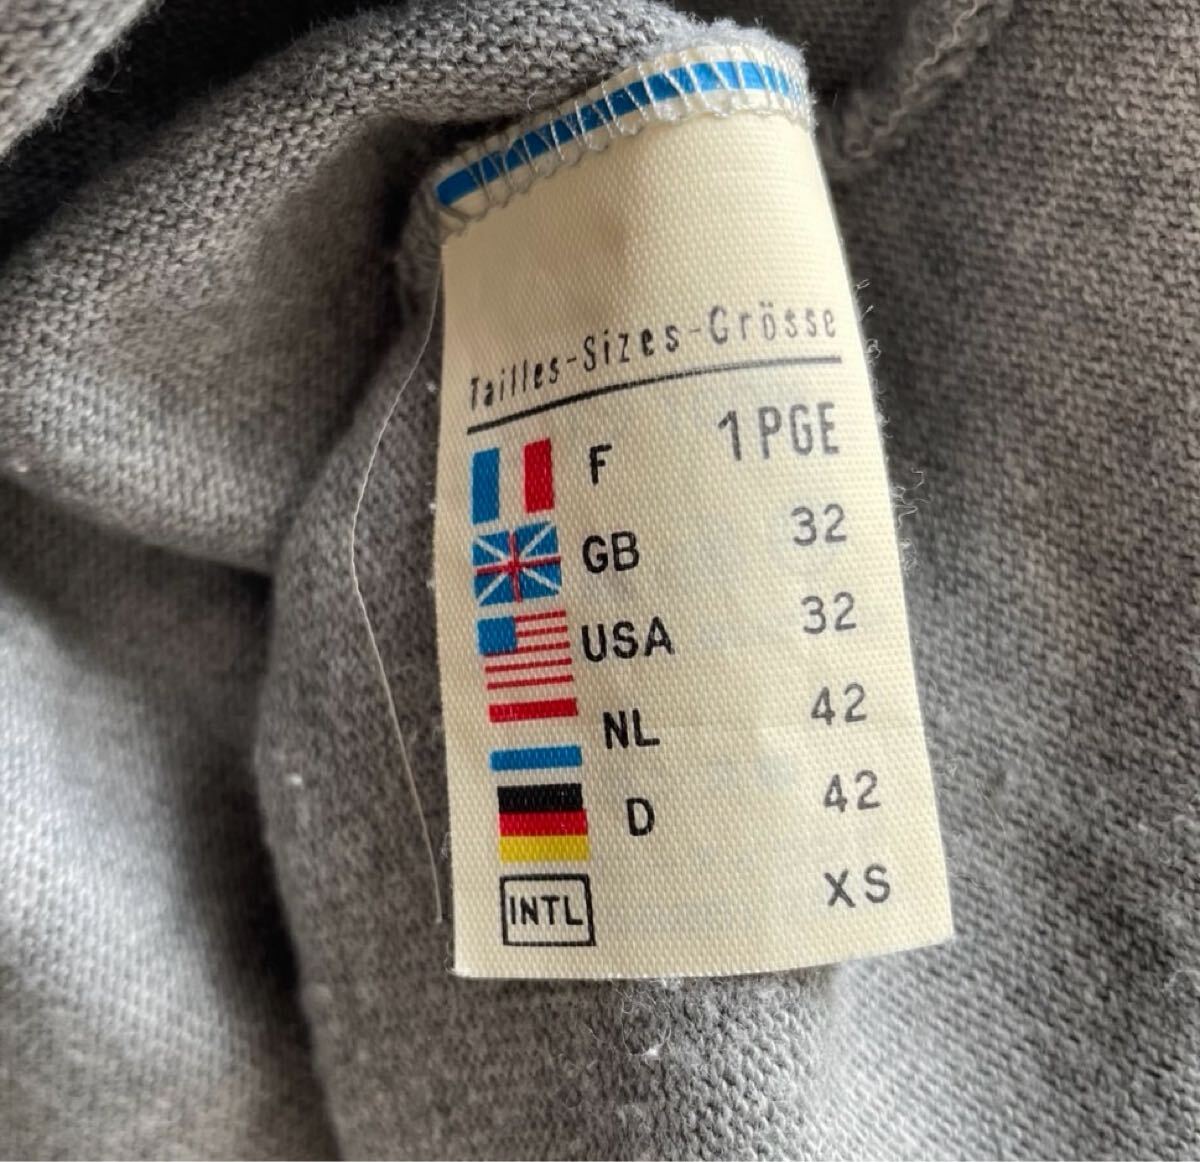 Tailles-Sizes-Grösse
F 1PGE
GB 32
USA 32
NL 42
D 42
INTL XS